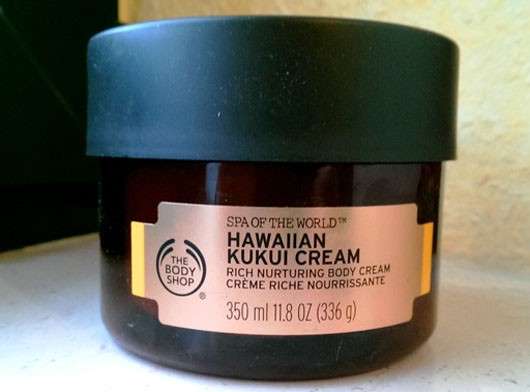 SPA OF THE WORLD™
HAWAIIAN
KUKUI CREAM
RICH NURTURING BODY CREAM
CRÈME RICHE NOURRISSANTE
350 ml 11.8 OZ (336 g)
THE
BODY
SHOP®